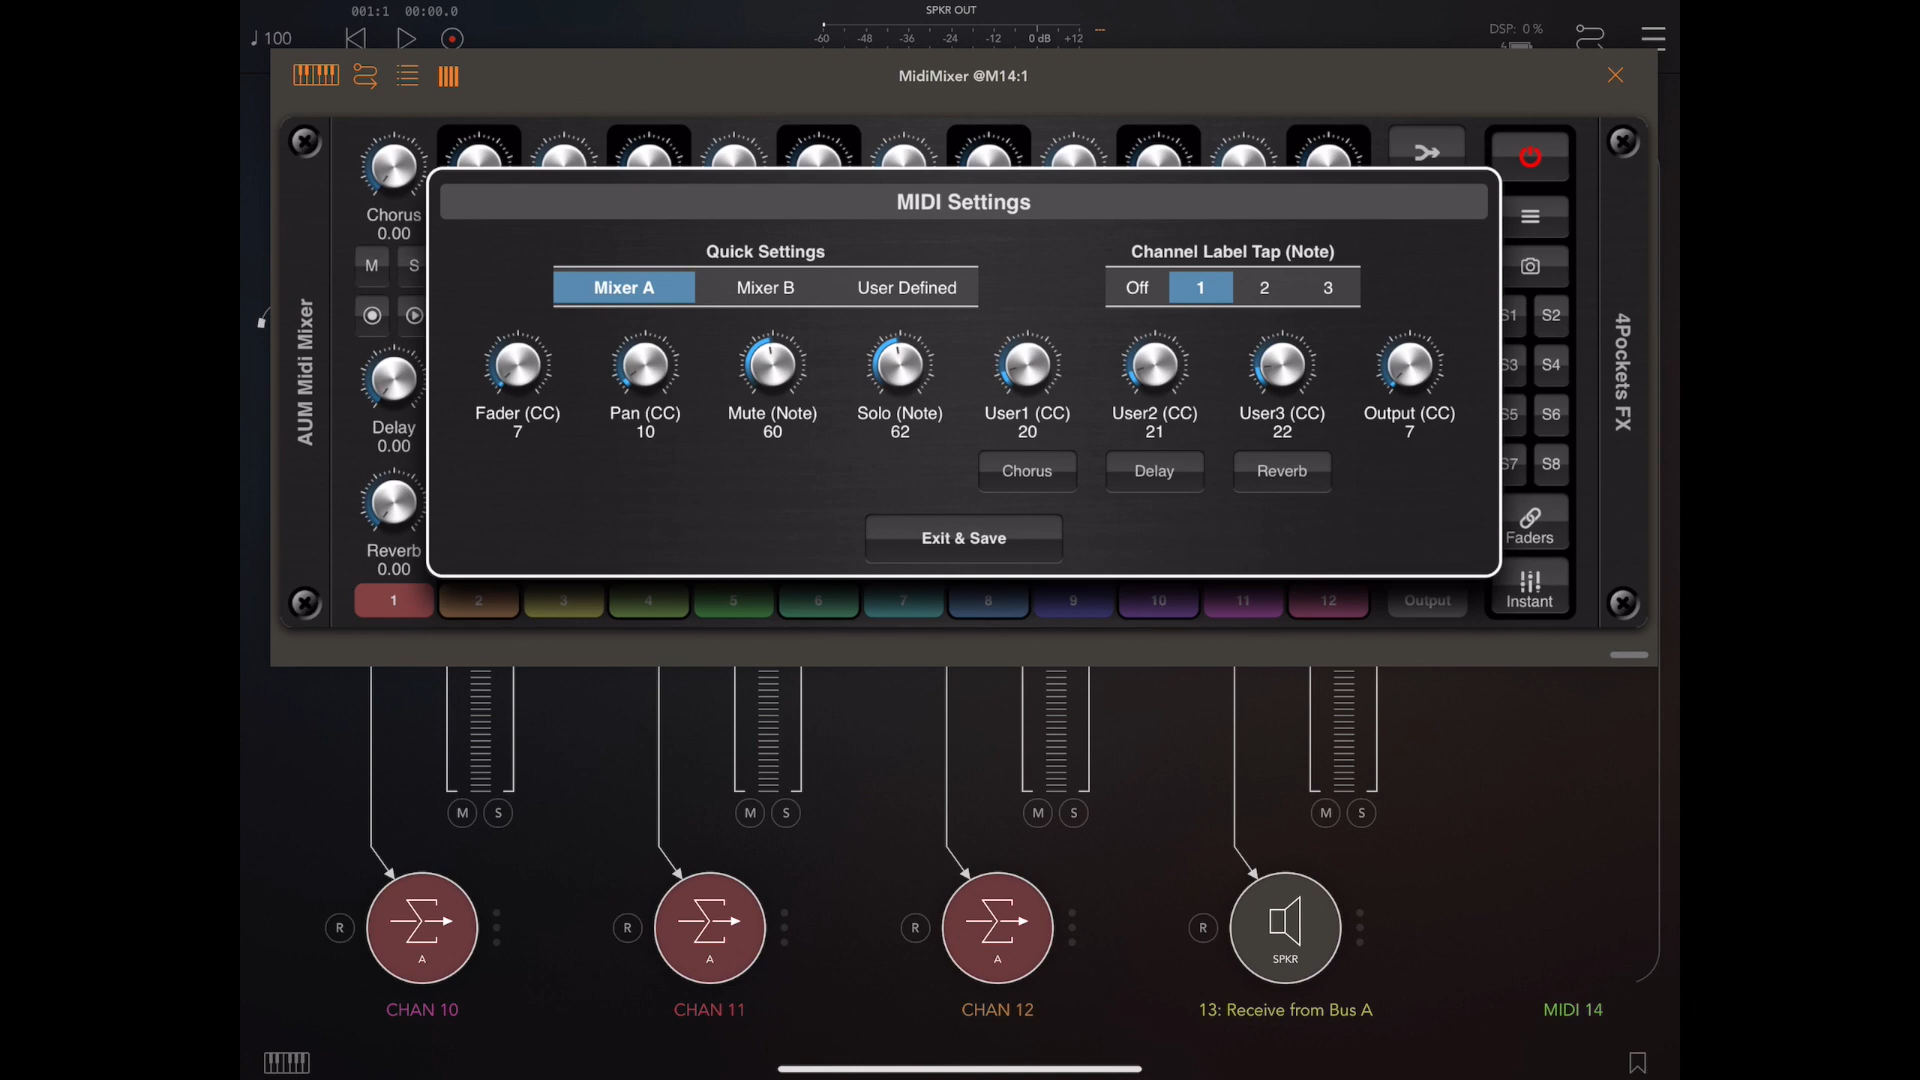 001:1 00:00.0
SPKR OUT
100
-60 -48 -36 -24 -12 0 dB +12
DSP: 0 %
MidiMixer @M14:1
AUM Midi Mixer
4Pockets FX
MIDI Settings
Quick Settings
Mixer A Mixer B User Defined
Channel Label Tap (Note)
Off 1 2 3
Fader (CC) Pan (CC) Mute (Note) Solo (Note) User1 (CC) User2 (CC) User3 (CC) Output (CC)
7 10 60 62 20 21 22 7
Chorus Delay Reverb
Exit & Save
Chorus
0.00
M S
Delay
0.00
Reverb
0.00
S1 S2
S3 S4
S5 S6
S7 S8
Faders
Instant
1 2 3 4 5 6 7 8 9 10 11 12 Output
M S M S M S M S
R A R A R A R SPKR
CHAN 10 CHAN 11 CHAN 12 13: Receive from Bus A MIDI 14